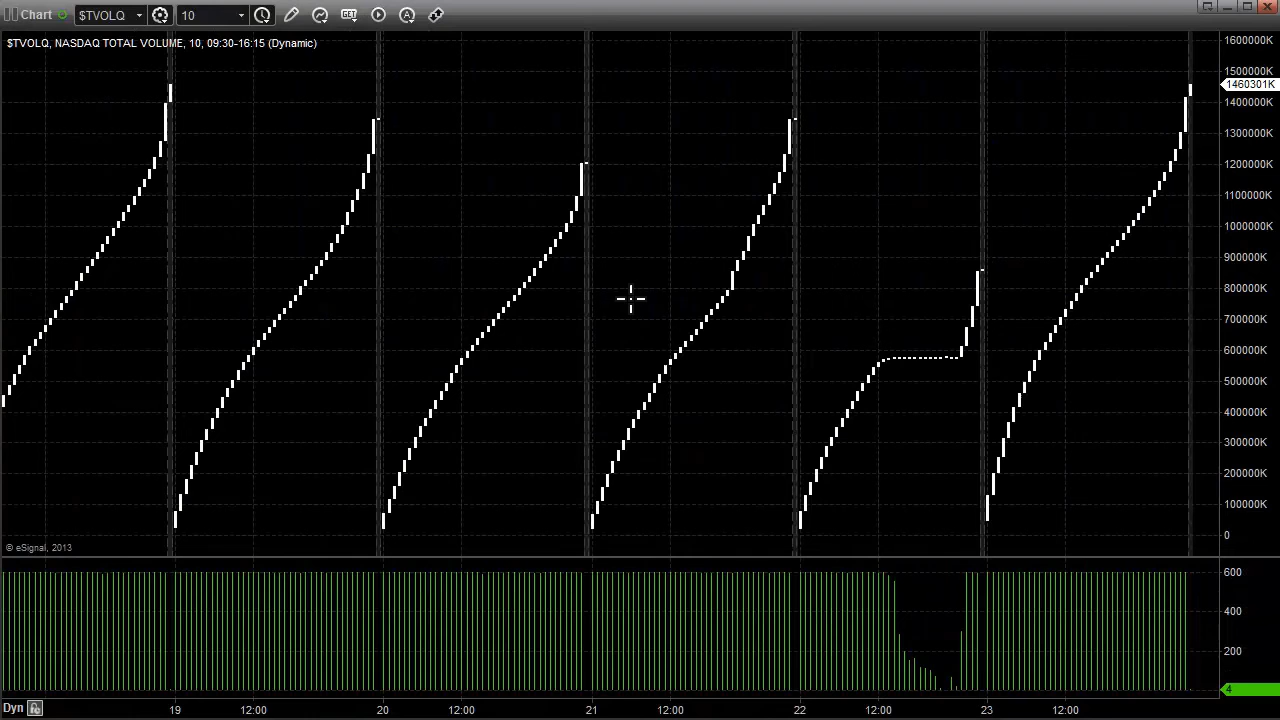 Chart $TVOLQ 10 GET A
$TVOLQ, NASDAQ TOTAL VOLUME, 10, 09:30-16:15 (Dynamic)
1600000K
1500000K
1460301K
1400000K
1300000K
1200000K
1100000K
1000000K
900000K
800000K
700000K
600000K
500000K
400000K
300000K
200000K
100000K
0
© eSignal, 2013
600
400
200
4
Dyn 19 12:00 20 12:00 21 12:00 22 12:00 23 12:00